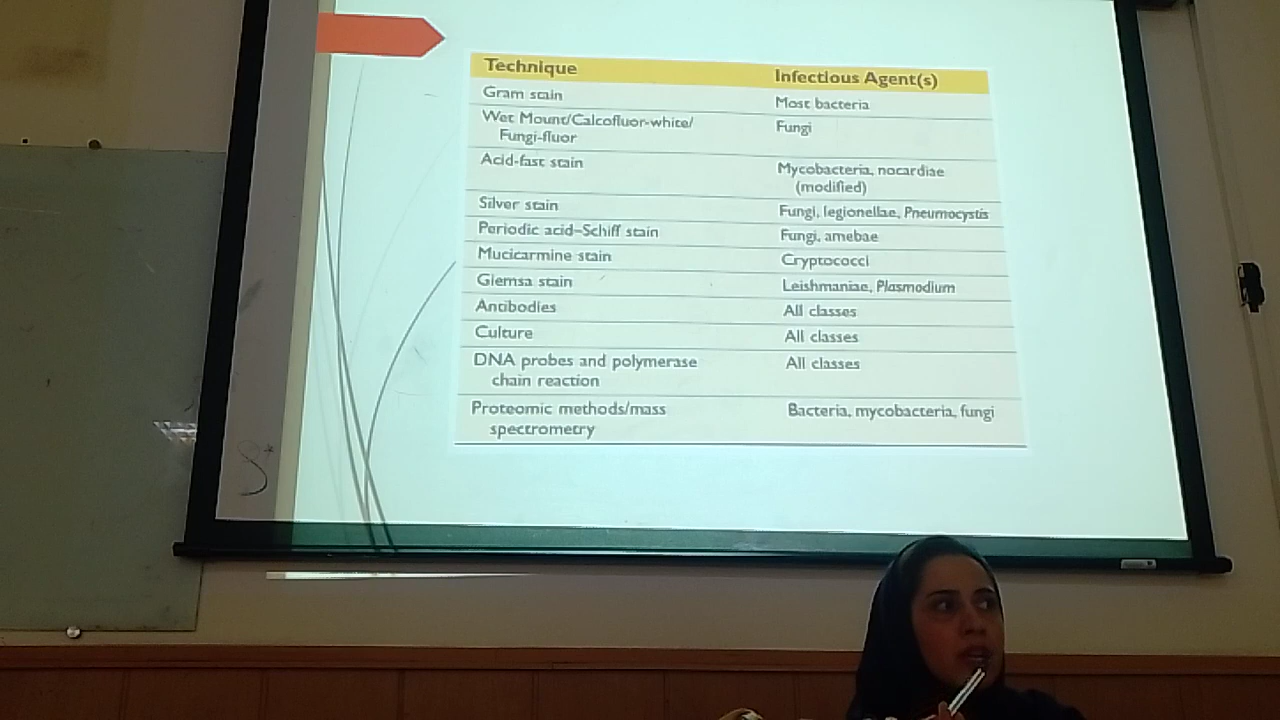 Technique Infectious Agent(s)
Gram stain Most bacteria
Wet Mount/Calcofluor-white/ Fungi
Fungi-fluor
Acid-fast stain Mycobacteria, nocardiae
(modified)
Silver stain Fungi, legionellae, Pneumocystis
Periodic acid–Schiff stain Fungi, amebae
Mucicarmine stain Cryptococci
Giemsa stain Leishmaniae, Plasmodium
Antibodies All classes
Culture All classes
DNA probes and polymerase All classes
chain reaction
Proteomic methods/mass Bacteria, mycobacteria, fungi
spectrometry